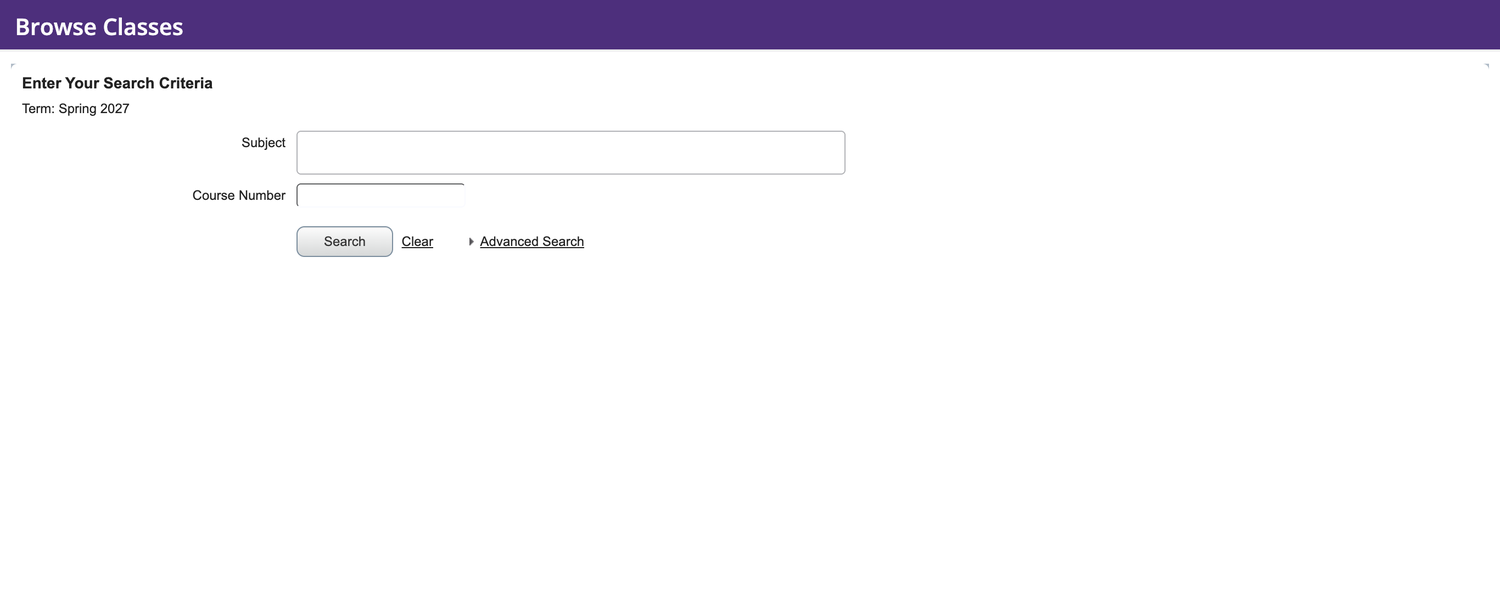 Browse Classes
Enter Your Search Criteria
Term: Spring 2027
Subject
Course Number
Search Clear Advanced Search